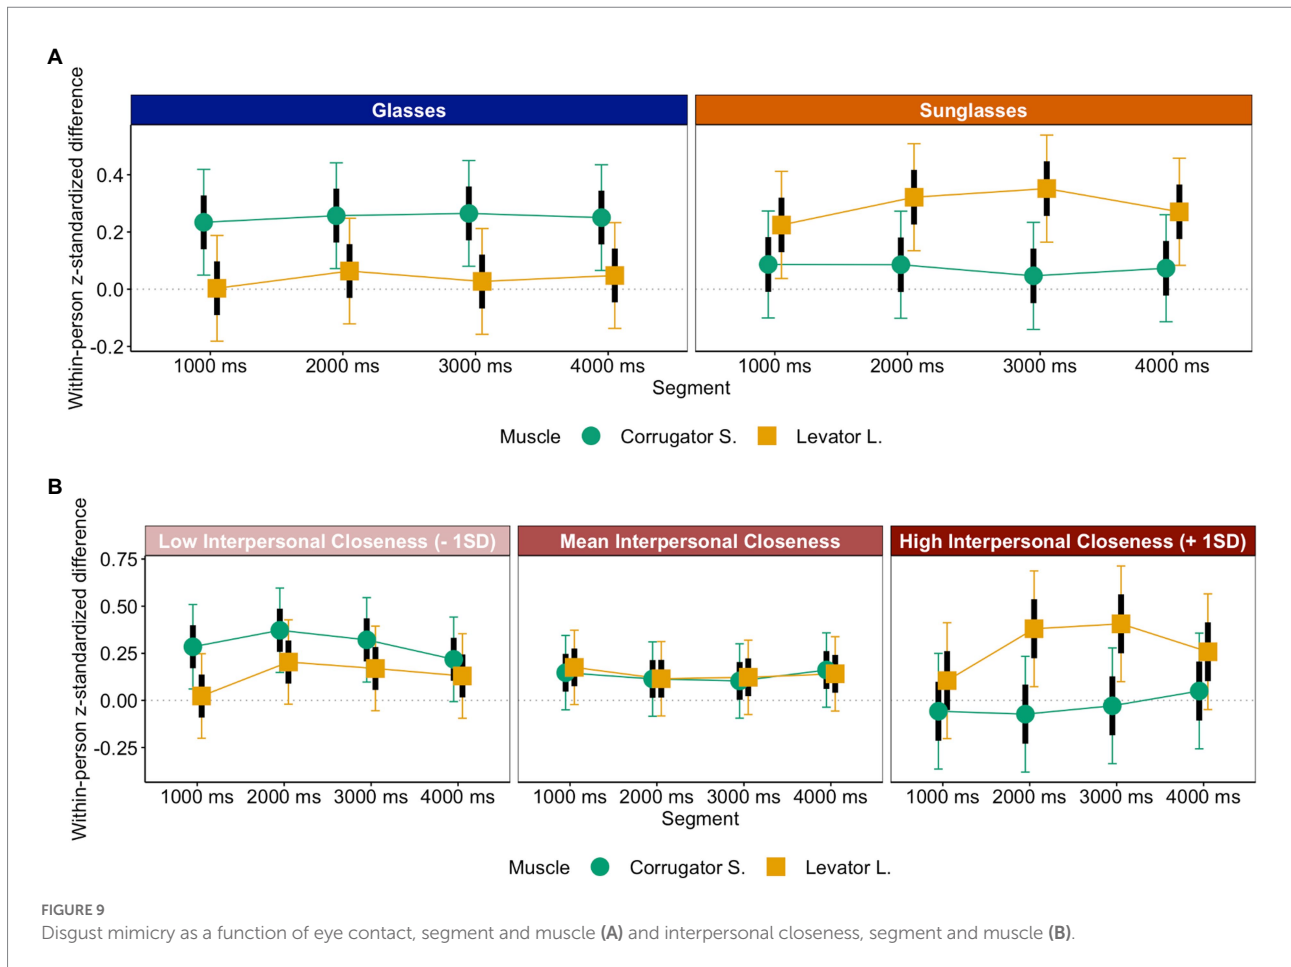 A
Within-person z-standardized difference
Glasses
Sunglasses
0.4
0.2
0.0
-0.2
1000 ms 2000 ms 3000 ms 4000 ms 1000 ms 2000 ms 3000 ms 4000 ms
Segment
Muscle Corrugator S. Levator L.
B
Within-person z-standardized difference
Low Interpersonal Closeness (- 1SD)
Mean Interpersonal Closeness
High Interpersonal Closeness (+ 1SD)
0.75
0.50
0.25
0.00
-0.25
1000 ms 2000 ms 3000 ms 4000 ms 1000 ms 2000 ms 3000 ms 4000 ms 1000 ms 2000 ms 3000 ms 4000 ms
Segment
Muscle Corrugator S. Levator L.
FIGURE 9
Disgust mimicry as a function of eye contact, segment and muscle (A) and interpersonal closeness, segment and muscle (B).